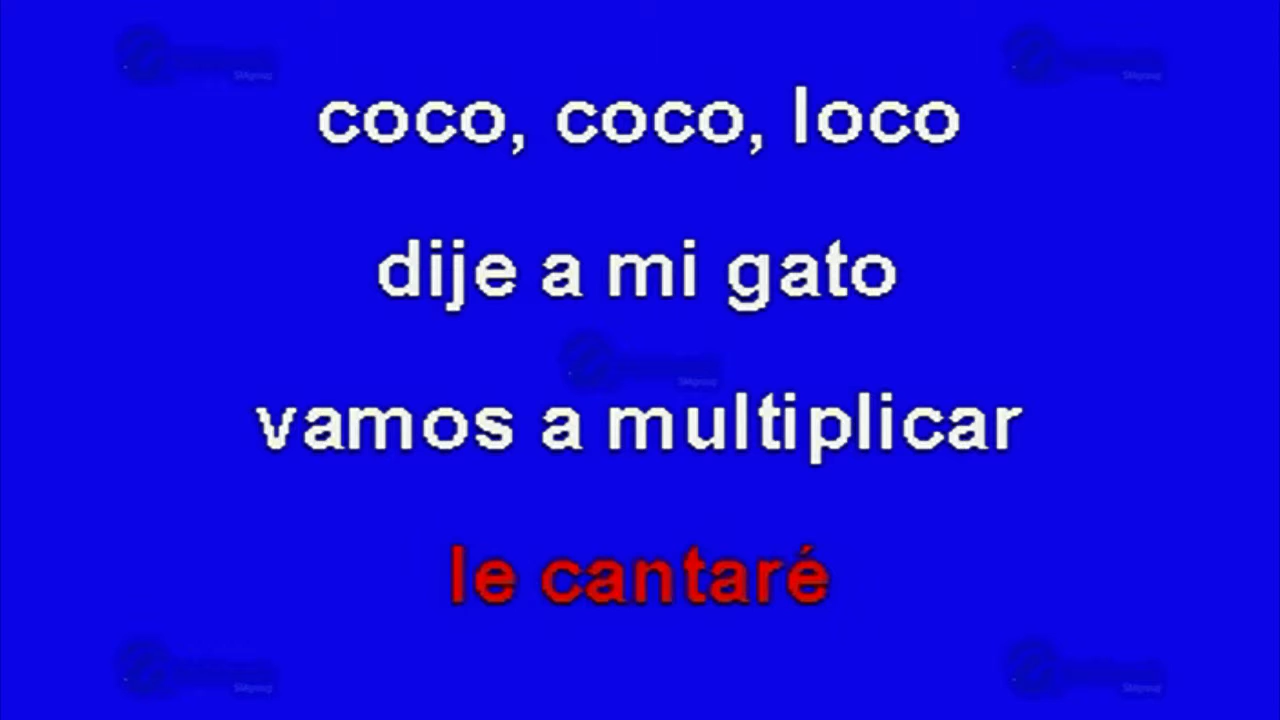 coco, coco, loco
dije a mi gato
vamos a multiplicar
le cantaré